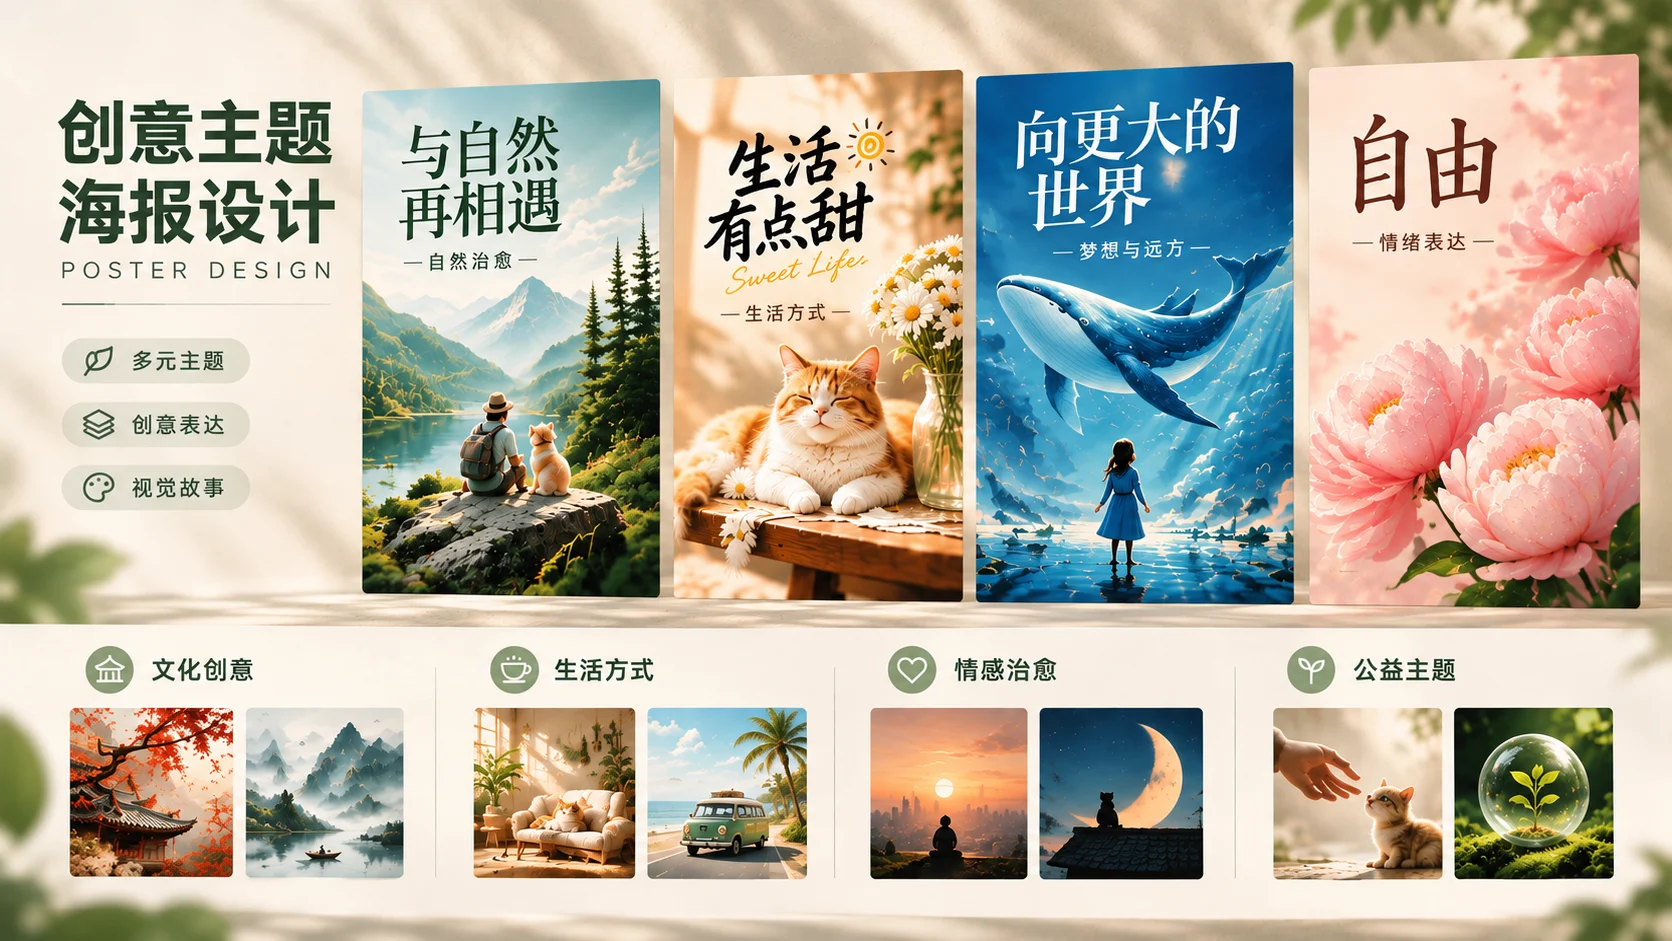 创意主题
海报设计
POSTER DESIGN
多元主题
创意表达
视觉故事
与自然
再相遇
自然治愈
生活
有点甜
Sweet Life
生活方式
向更大的
世界
梦想与远方
自由
情绪表达
文化创意
生活方式
情感治愈
公益主题